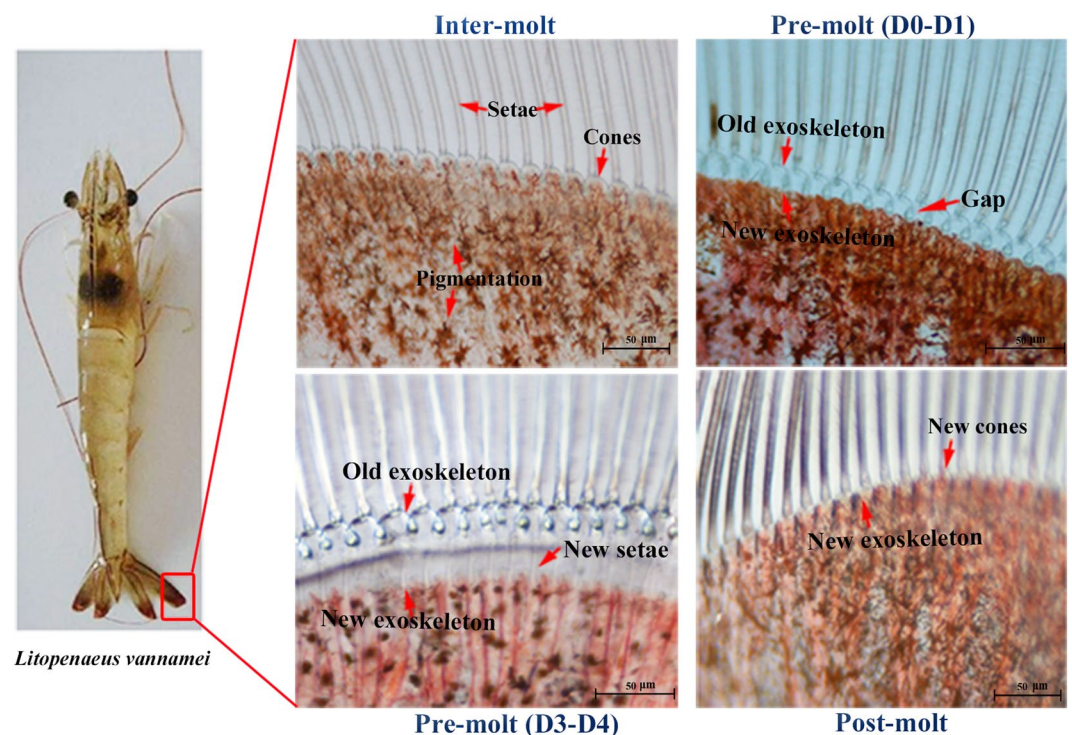 Inter-molt
Pre-molt (D0-D1)
Setae
Cones
Pigmentation
50 μm
Old exoskeleton
Gap
New exoskeleton
50 μm
Old exoskeleton
New setae
New exoskeleton
50 μm
New cones
New exoskeleton
50 μm
Litopenaeus vannamei
Pre-molt (D3-D4)
Post-molt